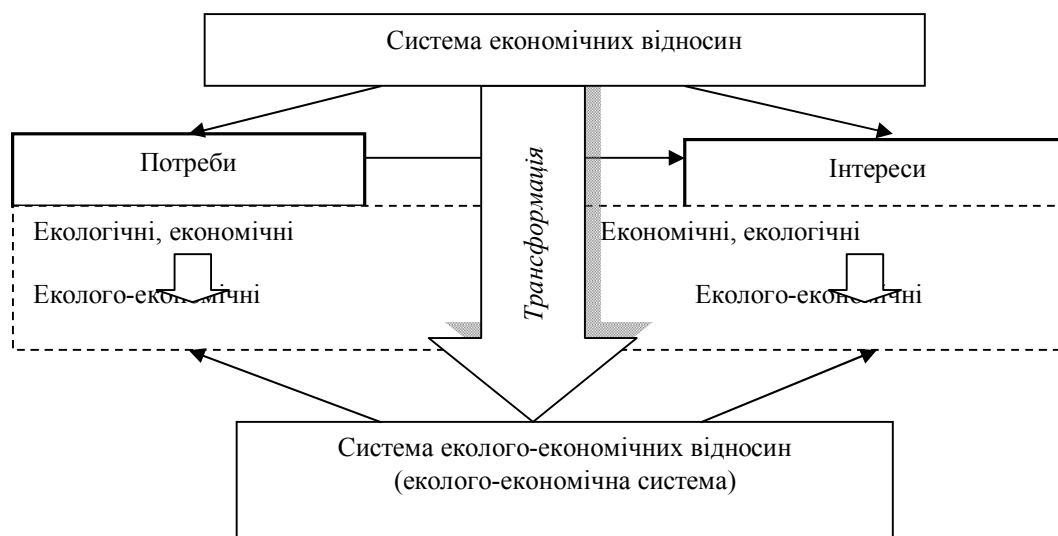 Система економічних відносин
Потреби
Трансформація
Інтереси
Екологічні, економічні
Економічні, екологічні
Еколого-економічні
Еколого-економічні
Система еколого-економічних відносин
(еколого-економічна система)